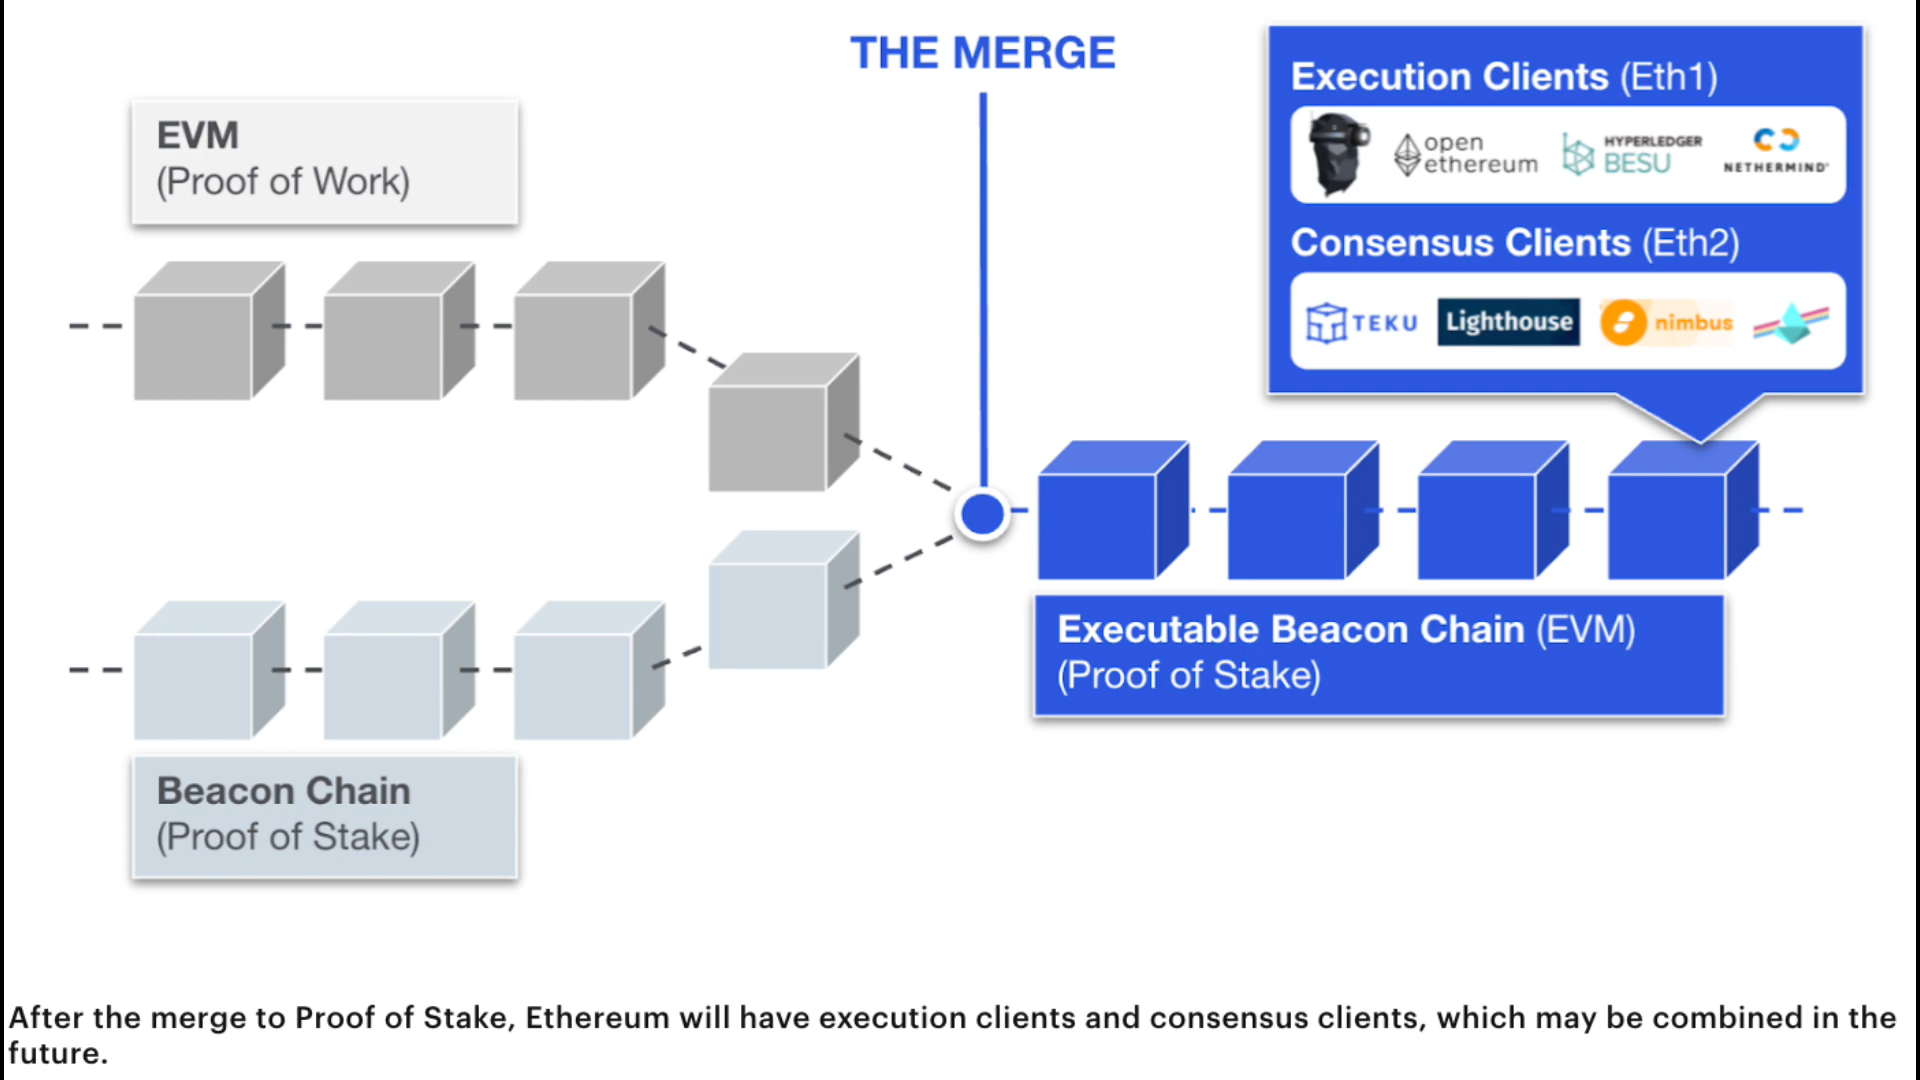 THE MERGE
EVM
(Proof of Work)
Execution Clients (Eth1)
open
ethereum
HYPERLEDGER
BESU
NETHERMIND
Consensus Clients (Eth2)
TEKU
Lighthouse
nimbus
Executable Beacon Chain (EVM)
(Proof of Stake)
Beacon Chain
(Proof of Stake)
After the merge to Proof of Stake, Ethereum will have execution clients and consensus clients, which may be combined in the
future.